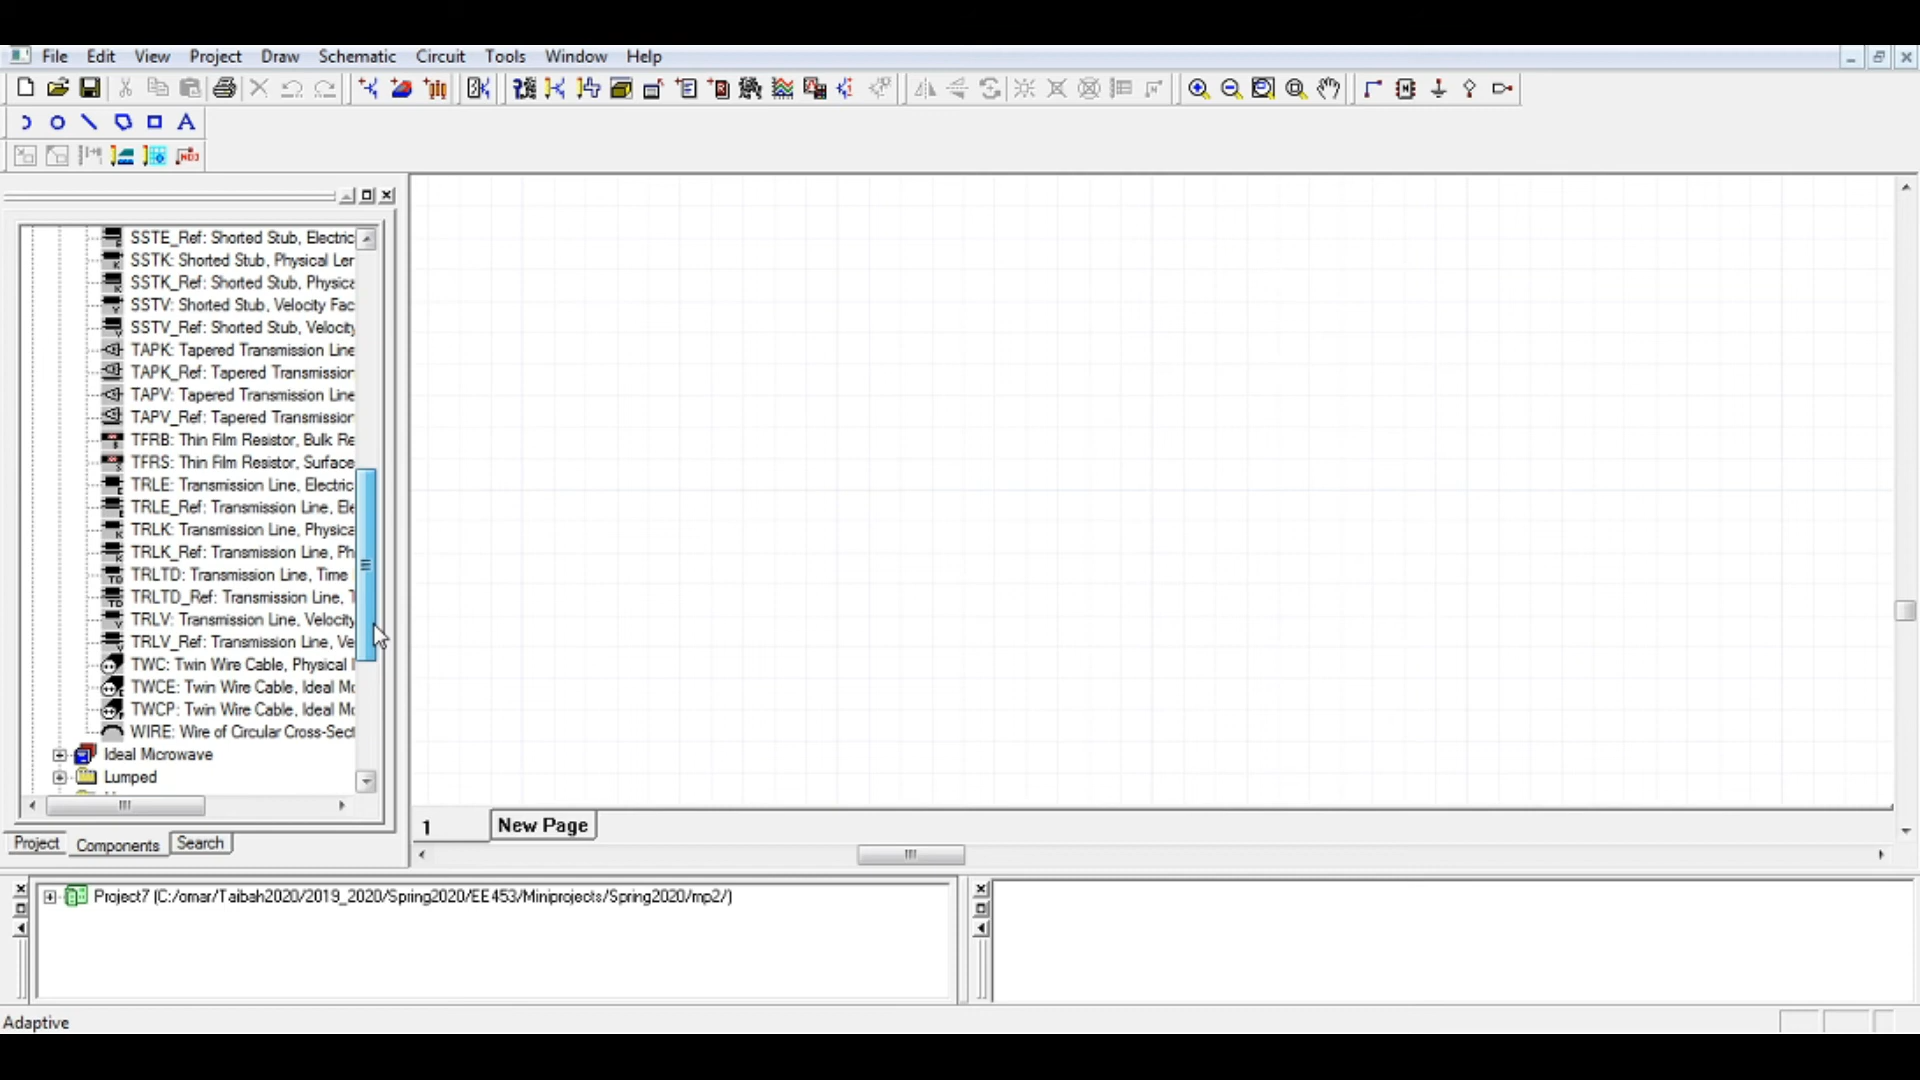 File Edit View Project Draw Schematic Circuit Tools Window Help
SSTE_Ref: Shorted Stub, Electric
SSTK: Shorted Stub, Physical Ler
SSTK_Ref: Shorted Stub, Physica
SSTV: Shorted Stub, Velocity Fac
SSTV_Ref: Shorted Stub, Velocity
TAPK: Tapered Transmission Line
TAPK_Ref: Tapered Transmission
TAPV: Tapered Transmission Line
TAPV_Ref: Tapered Transmission
TFRB: Thin Film Resistor, Bulk Re
TFRS: Thin Film Resistor, Surface
TRLE: Transmission Line, Electric
TRLE_Ref: Transmission Line, Ele
TRLK: Transmission Line, Physica
TRLK_Ref: Transmission Line, Ph
TRLTD: Transmission Line, Time
TRLTD_Ref: Transmission Line, T
TRLV: Transmission Line, Velocity
TRLV_Ref: Transmission Line, Ve
TWC: Twin Wire Cable, Physical
TWCE: Twin Wire Cable, Ideal Mo
TWCP: Twin Wire Cable, Ideal Mo
WIRE: Wire of Circular Cross-Sect
Ideal Microwave
Lumped
1 New Page
Project Components Search
Project7 (C:/omar/Taibah2020/2019_2020/Spring2020/EE453/Miniprojects/Spring2020/mp2/)
Adaptive